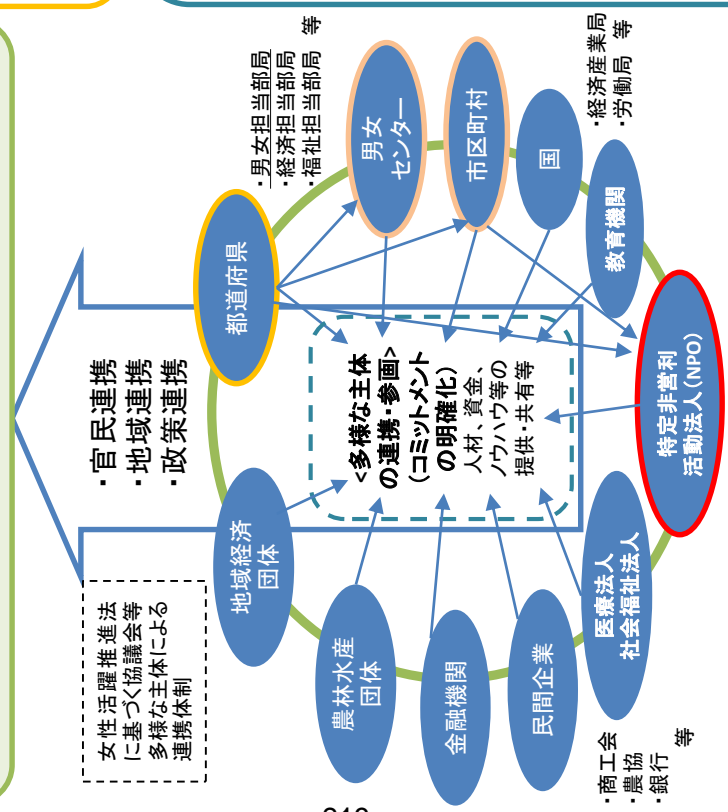 女性活躍推進法
に基づく協議会等
多様な主体による
連携体制
・官民連携
・地域連携
・政策連携
都道府県
・男女担当部局
・経済担当部局
・福祉担当部局 等
男女
センター
市区町村
国
・経済産業局
・労働局 等
教育機関
特定非営利
活動法人(NPO)
医療法人
社会福祉法人
民間企業
金融機関
農林水産
団体
地域経済
団体
・商工会
・農協
・銀行 等
<多様な主体
の連携・参画>
(コミットメント
の明確化)
人材、資金、
ノウハウ等の
提供・共有等